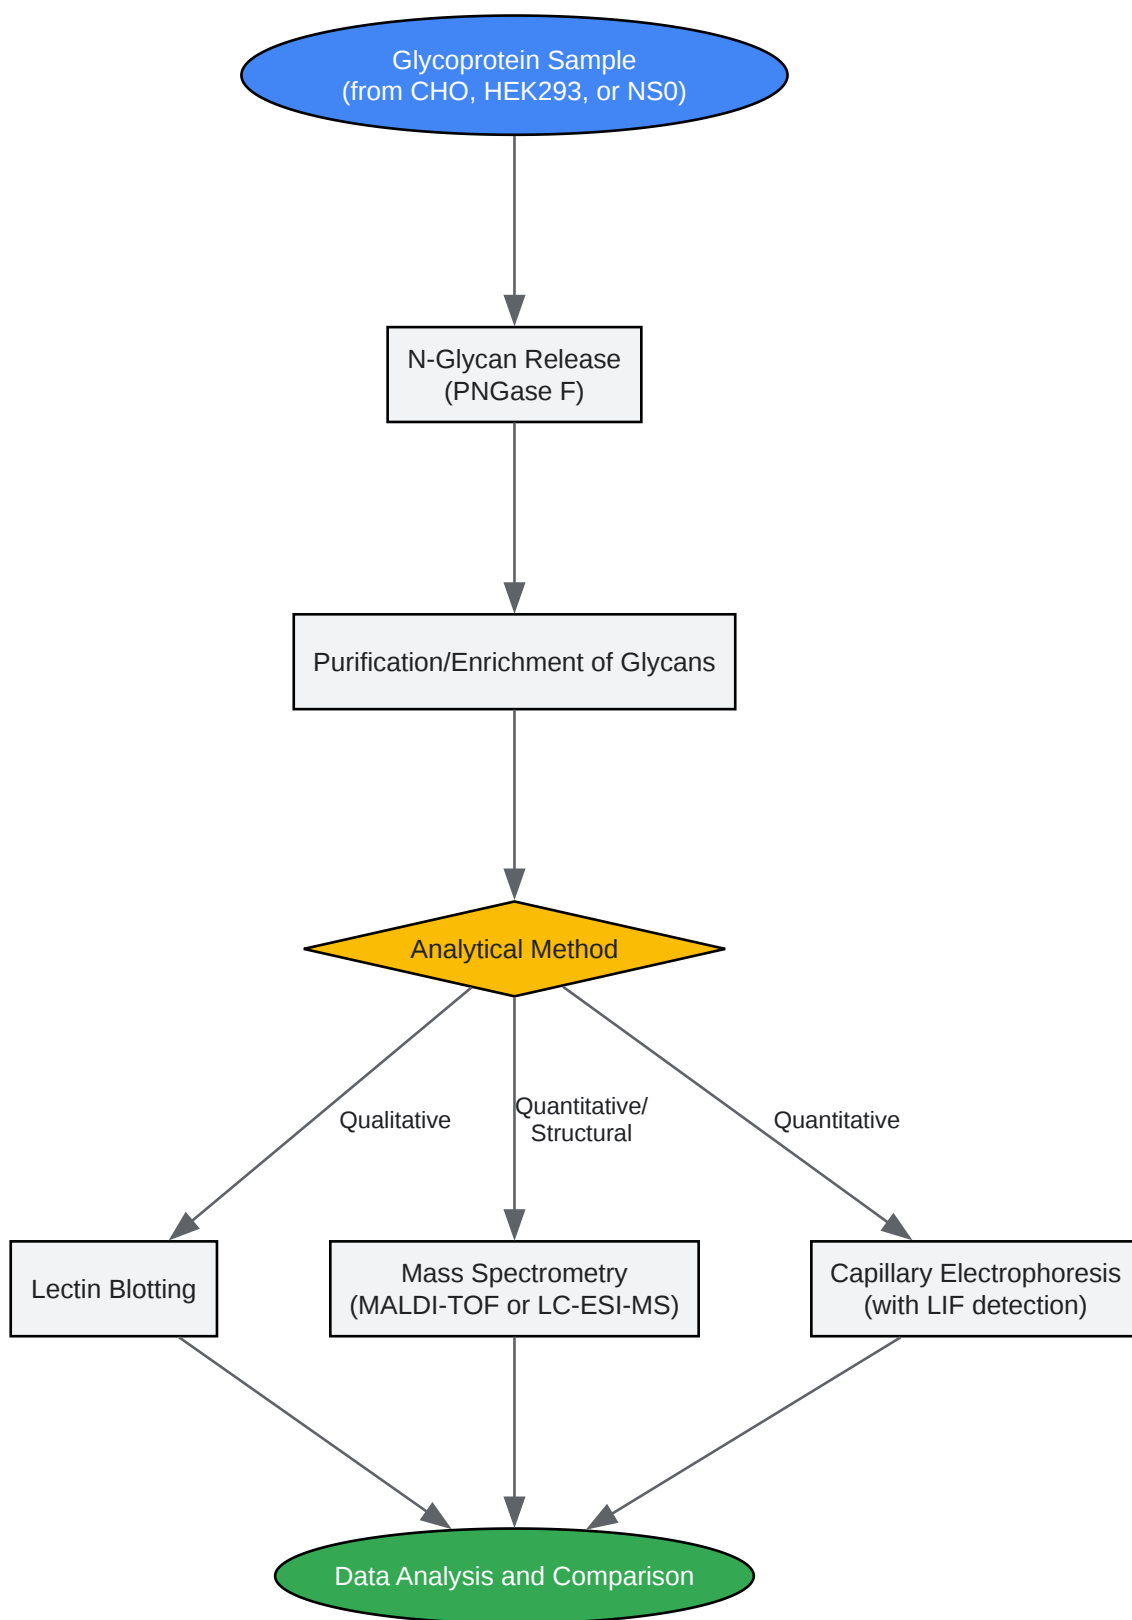 Glycoprotein Sample
(from CHO, HEK293, or NS0)
N-Glycan Release
(PNGase F)
Purification/Enrichment of Glycans
Analytical Method
Qualitative
Quantitative/
Structural
Quantitative
Lectin Blotting
Mass Spectrometry
(MALDI-TOF or LC-ESI-MS)
Capillary Electrophoresis
(with LIF detection)
Data Analysis and Comparison